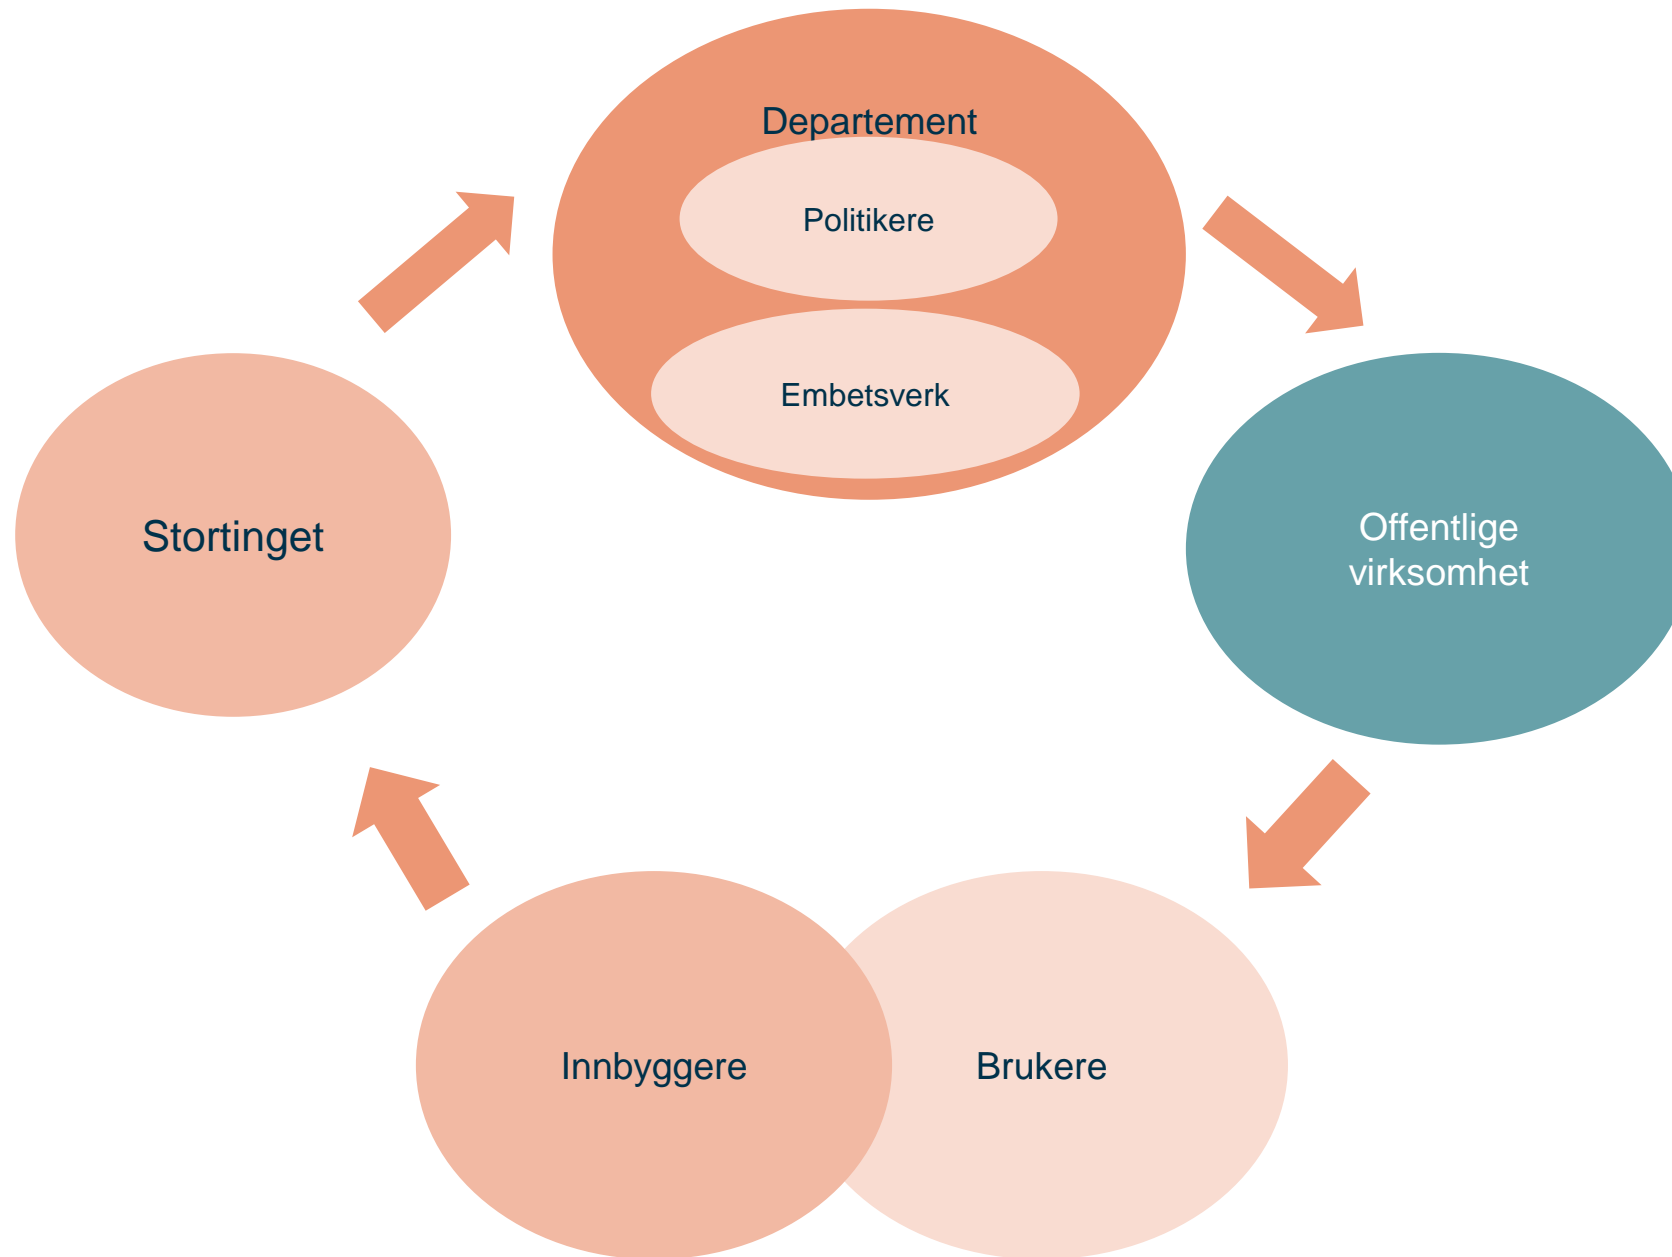 Departement
Politikere
Embetsverk
Stortinget
Offentlige
virksomhet
Innbyggere
Brukere